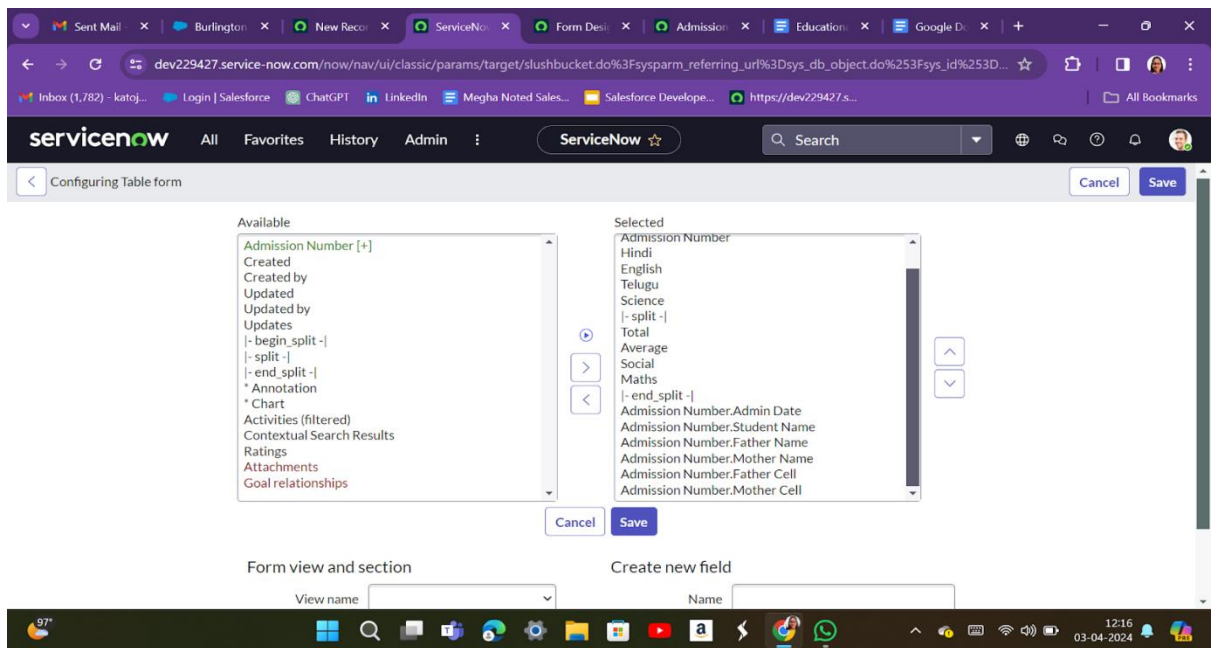 Sent Mail
Burlington
New Recor
ServiceNow
Form Desig
Admission
Education
Google Do
dev229427.service-now.com/now/nav/ui/classic/params/target/slushbucket.do%3Fsysparm_referring_url%3Dsys_db_object.do%253Fsys_id%253D...
Inbox (1,782) - katoj... Login | Salesforce ChatGPT LinkedIn Megha Noted Sales... Salesforce Develope... https://dev229427.s... All Bookmarks
servicenow All Favorites History Admin ServiceNow Search
Configuring Table form Cancel Save
Available
Admission Number [+]
Created
Created by
Updated
Updated by
Updates
|- begin_split -|
|- split -|
|- end_split -|
* Annotation
* Chart
Activities (filtered)
Contextual Search Results
Ratings
Attachments
Goal relationships
Selected
Admission Number
Hindi
English
Telugu
Science
|- split -|
Total
Average
Social
Maths
|- end_split -|
Admission Number.Admin Date
Admission Number.Student Name
Admission Number.Father Name
Admission Number.Mother Name
Admission Number.Father Cell
Admission Number.Mother Cell
Cancel Save
Form view and section
View name
Create new field
Name
97°
12:16
03-04-2024